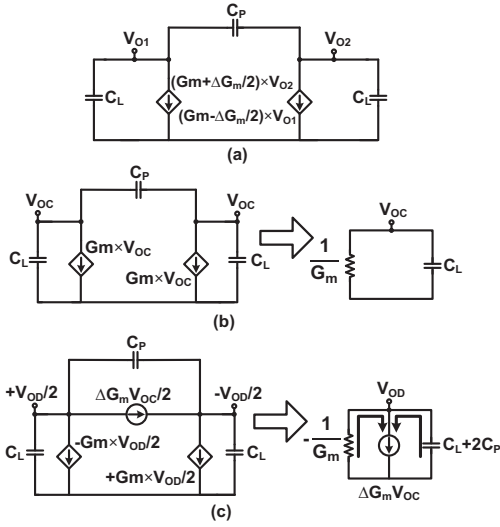 C_P
V_O1
V_O2
C_L
(Gm+ΔG_m/2)×V_O2
(Gm-ΔG_m/2)×V_O1
C_L
(a)
C_P
V_OC
V_OC
V_OC
C_L
Gm×V_OC
Gm×V_OC
C_L
1
G_m
C_L
(b)
C_P
+V_OD/2
ΔG_mV_OC/2
-V_OD/2
V_OD
C_L
-Gm×V_OD/2
+Gm×V_OD/2
C_L
- 1
G_m
C_L+2C_P
ΔG_mV_OC
(c)